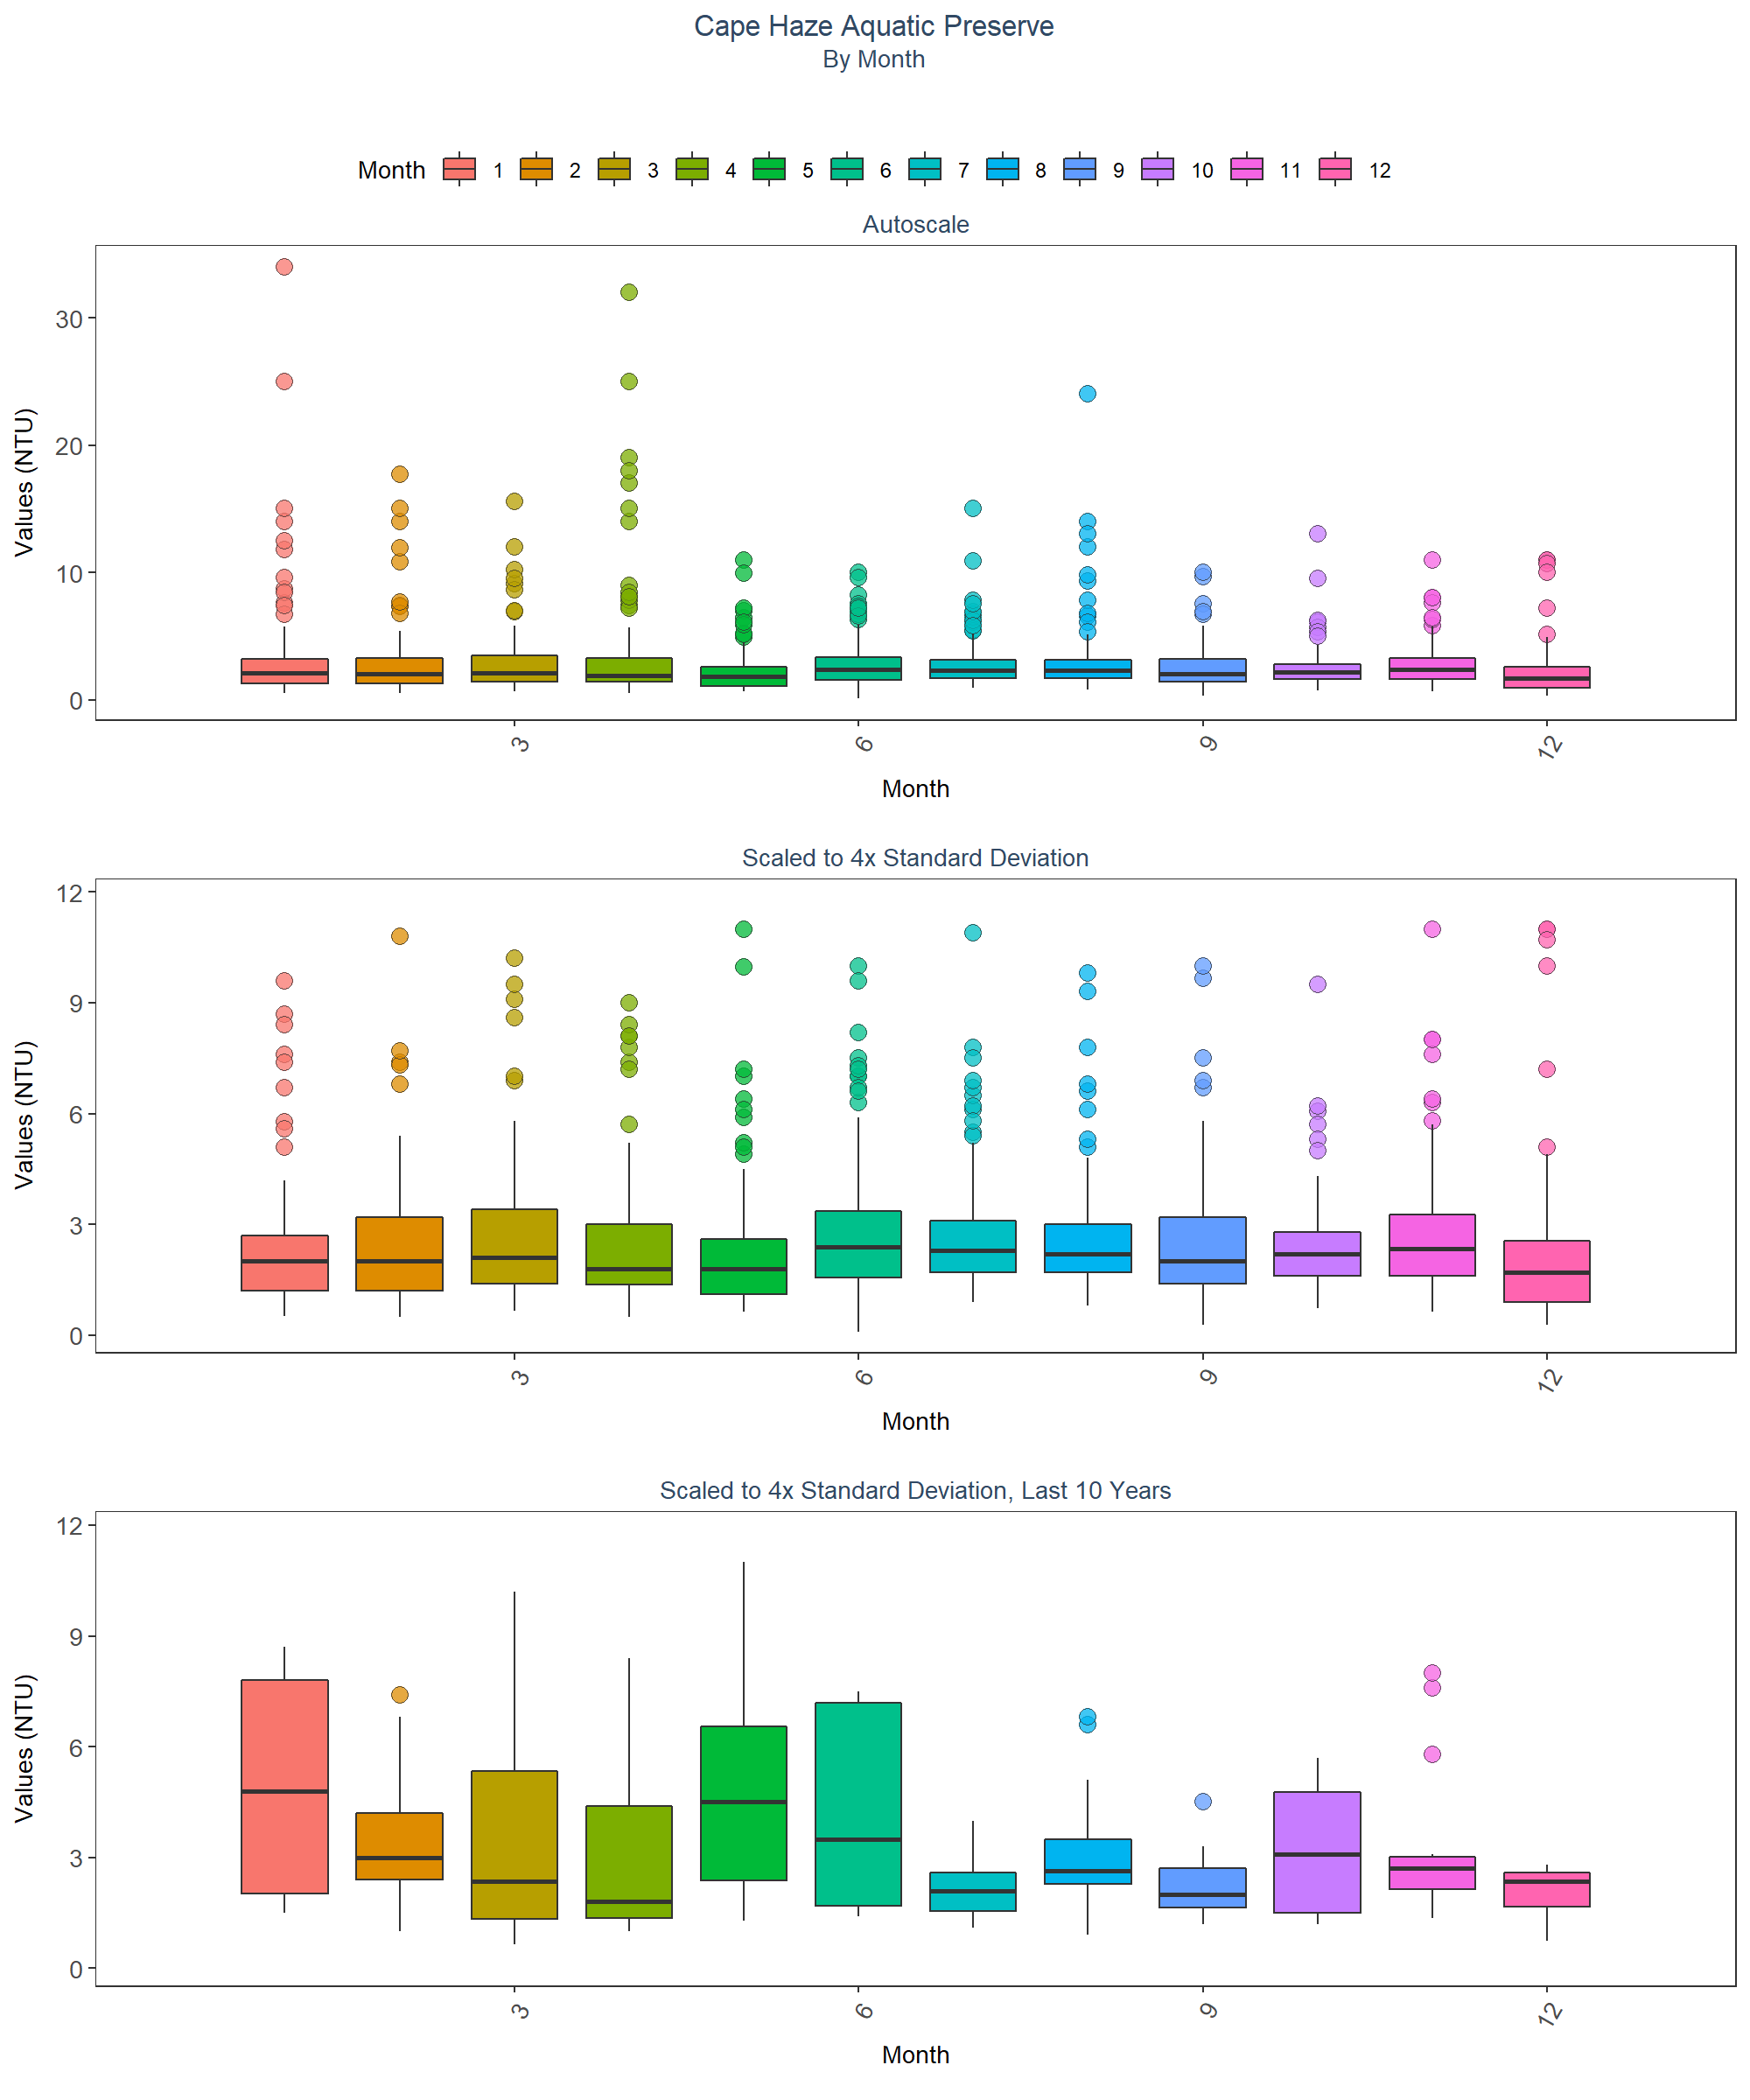 Cape Haze Aquatic Preserve
By Month
Month 1 2 3 4 5 6 7 8 9 10 11 12
Autoscale
Values (NTU)
30
20
10
0
3 6 9 12
Month
Scaled to 4x Standard Deviation
Values (NTU)
12
9
6
3
0
3 6 9 12
Month
Scaled to 4x Standard Deviation, Last 10 Years
Values (NTU)
12
9
6
3
0
3 6 9 12
Month